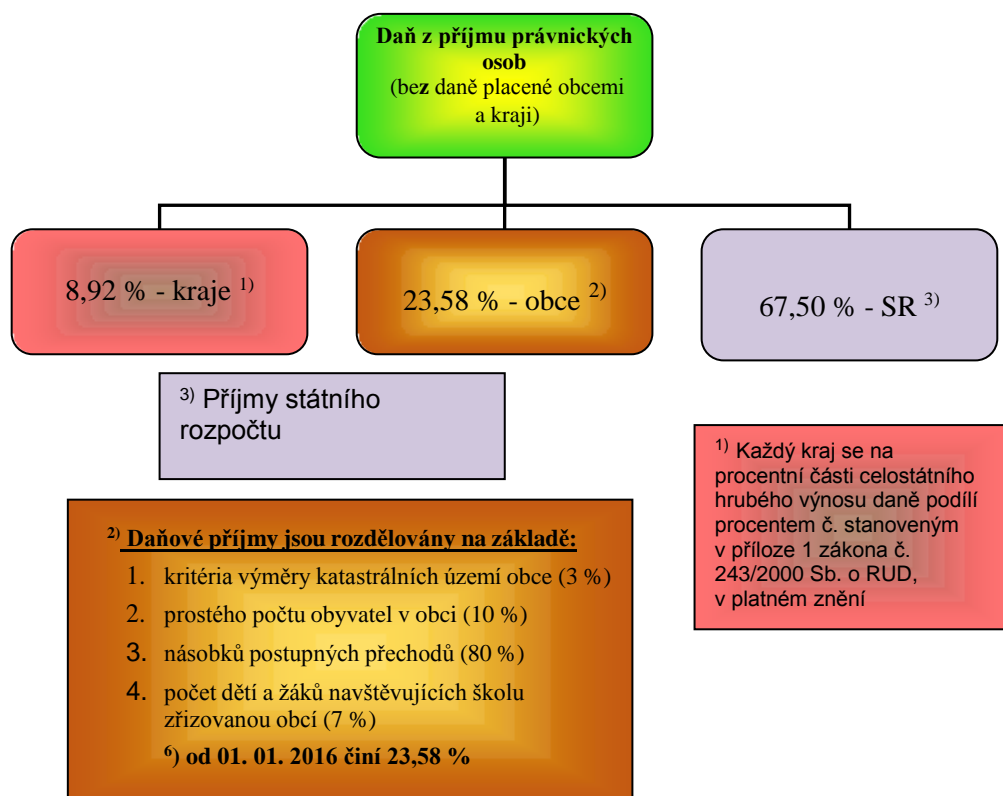 Daň z příjmu právnických
osob
(bez daně placené obcemi
a kraji)
8,92 % - kraje ¹⁾
23,58 % - obce ²⁾
67,50 % - SR ³⁾
³⁾ Příjmy státního
rozpočtu
¹⁾ Každý kraj se na
procentní části celostátního
hrubého výnosu daně podílí
procentem č. stanoveným
v příloze 1 zákona č.
243/2000 Sb. o RUD,
v platném znění
²⁾ Daňové příjmy jsou rozdělovány na základě:
1. kritéria výměry katastrálních území obce (3 %)
2. prostého počtu obyvatel v obci (10 %)
3. násobků postupných přechodů (80 %)
4. počet dětí a žáků navštěvujících školu
zřizovanou obcí (7 %)
⁶) od 01. 01. 2016 činí 23,58 %